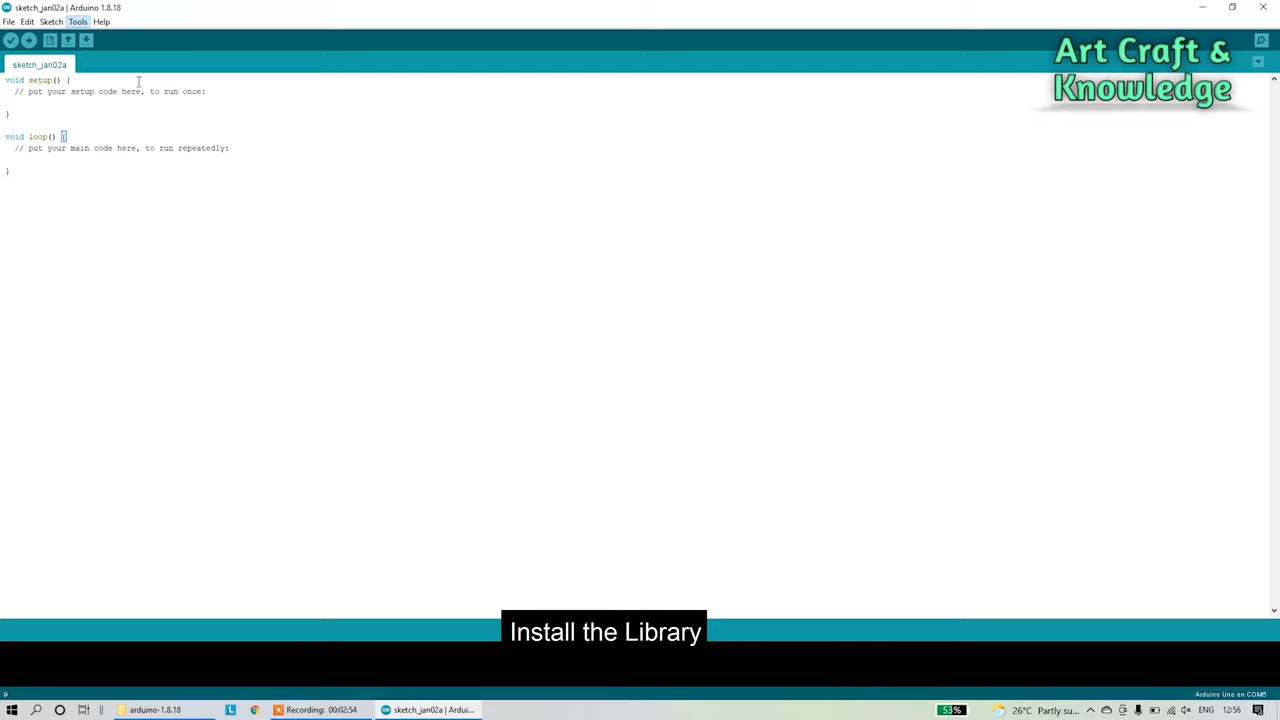 sketch_jan02a | Arduino 1.8.18
File Edit Sketch Tools Help
Art Craft &
Knowledge
sketch_jan02a
void setup() {
// put your setup code here, to run once:
}
void loop() {
// put your main code here, to run repeatedly:
}
Install the Library
9
Arduino Uno on COM5
arduino-1.8.18
L
Recording: 00:02:54
sketch_jan02a | Ardui...
53%
26°C Partly su...
ENG
12:56